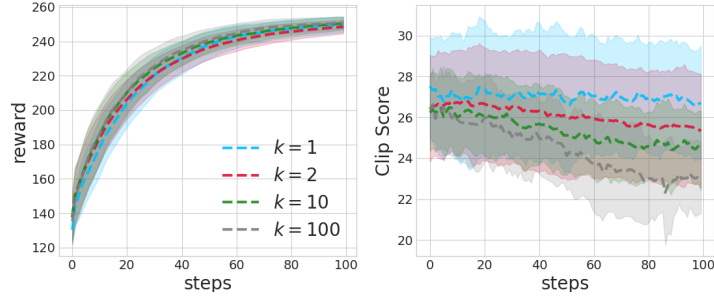 260
240
220
200
180
160
140
120
reward
0 20 40 60 80 100
steps
k = 1
k = 2
k = 10
k = 100
30
28
26
24
22
20
Clip Score
0 20 40 60 80 100
steps